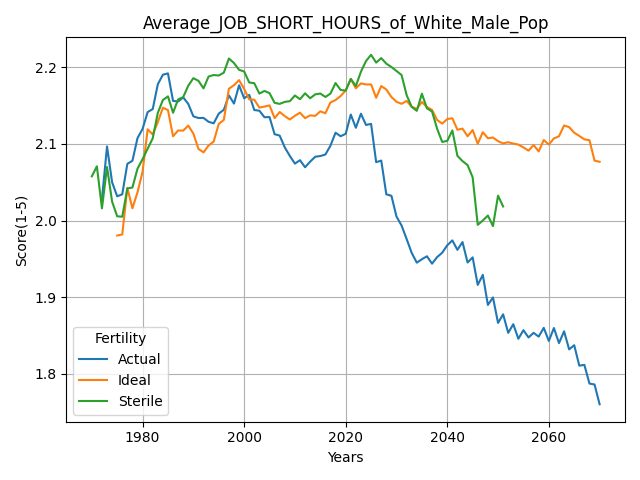 Average_JOB_SHORT_HOURS_of_White_Male_Pop
Score(1-5)
2.2
2.1
2.0
1.9
1.8
Fertility
Actual
Ideal
Sterile
1980
2000
2020
2040
2060
Years